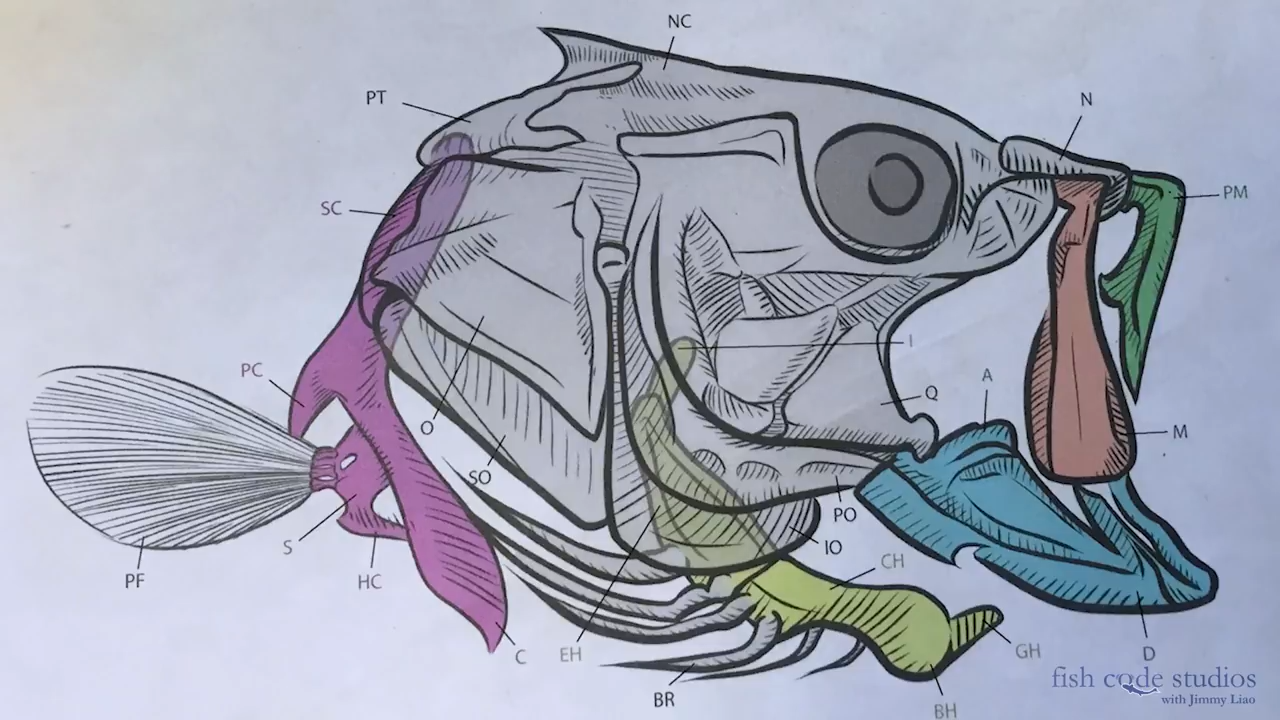 NC
PT
N
PM
SC
I
PC
A
Q
O
M
SO
PO
S
IO
PF
HC
CH
C
EH
GH
D
BR
BH
fish code studios
with Jimmy Liao